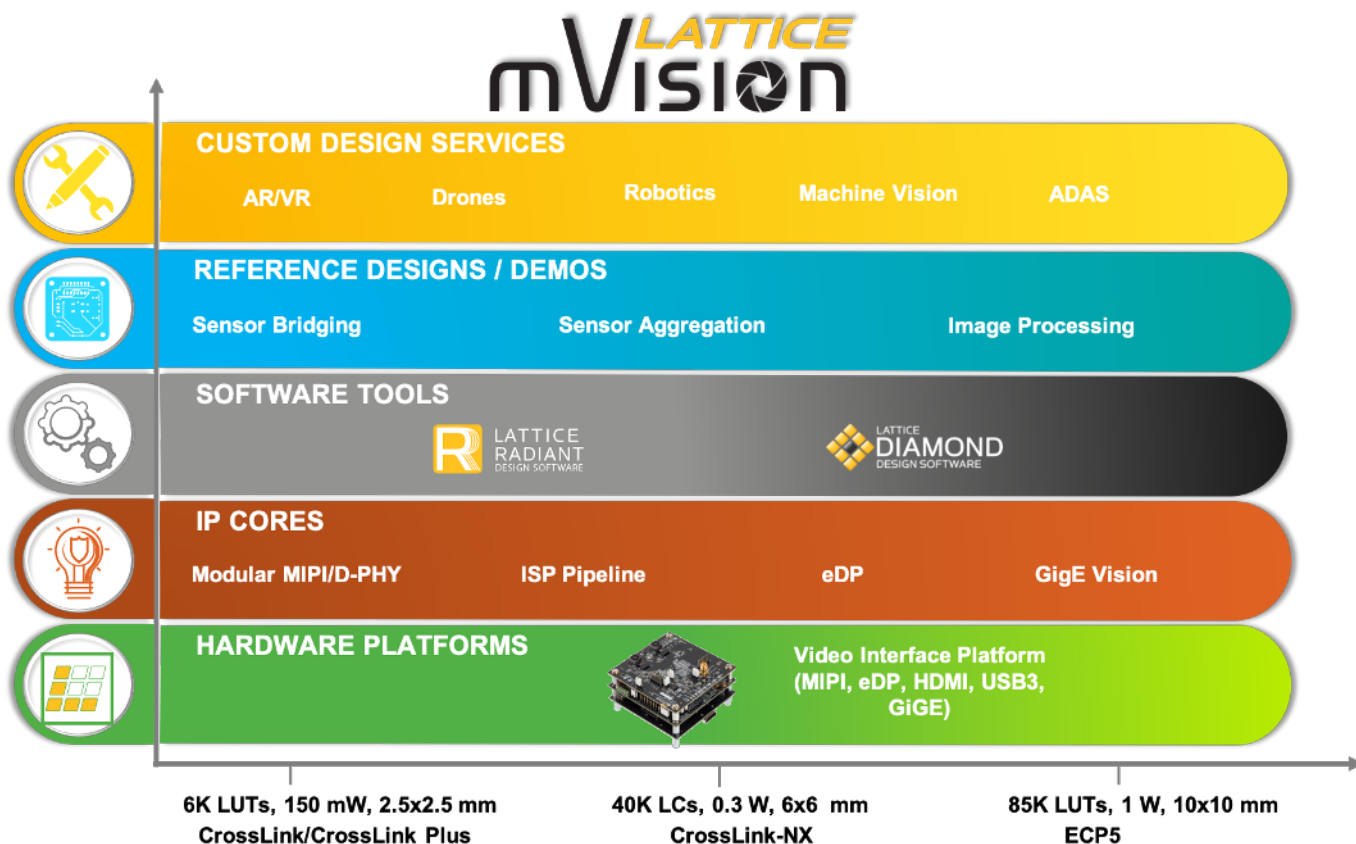 LATTICE
mVision
CUSTOM DESIGN SERVICES
AR/VR Drones Robotics Machine Vision ADAS
REFERENCE DESIGNS / DEMOS
Sensor Bridging Sensor Aggregation Image Processing
SOFTWARE TOOLS
R LATTICE
RADIANT
DESIGN SOFTWARE
LATTICE
DIAMOND
DESIGN SOFTWARE
IP CORES
Modular MIPI/D-PHY ISP Pipeline eDP GigE Vision
HARDWARE PLATFORMS
Video Interface Platform
(MIPI, eDP, HDMI, USB3,
GiGE)
6K LUTs, 150 mW, 2.5x2.5 mm
CrossLink/CrossLink Plus
40K LCs, 0.3 W, 6x6 mm
CrossLink-NX
85K LUTs, 1 W, 10x10 mm
ECP5